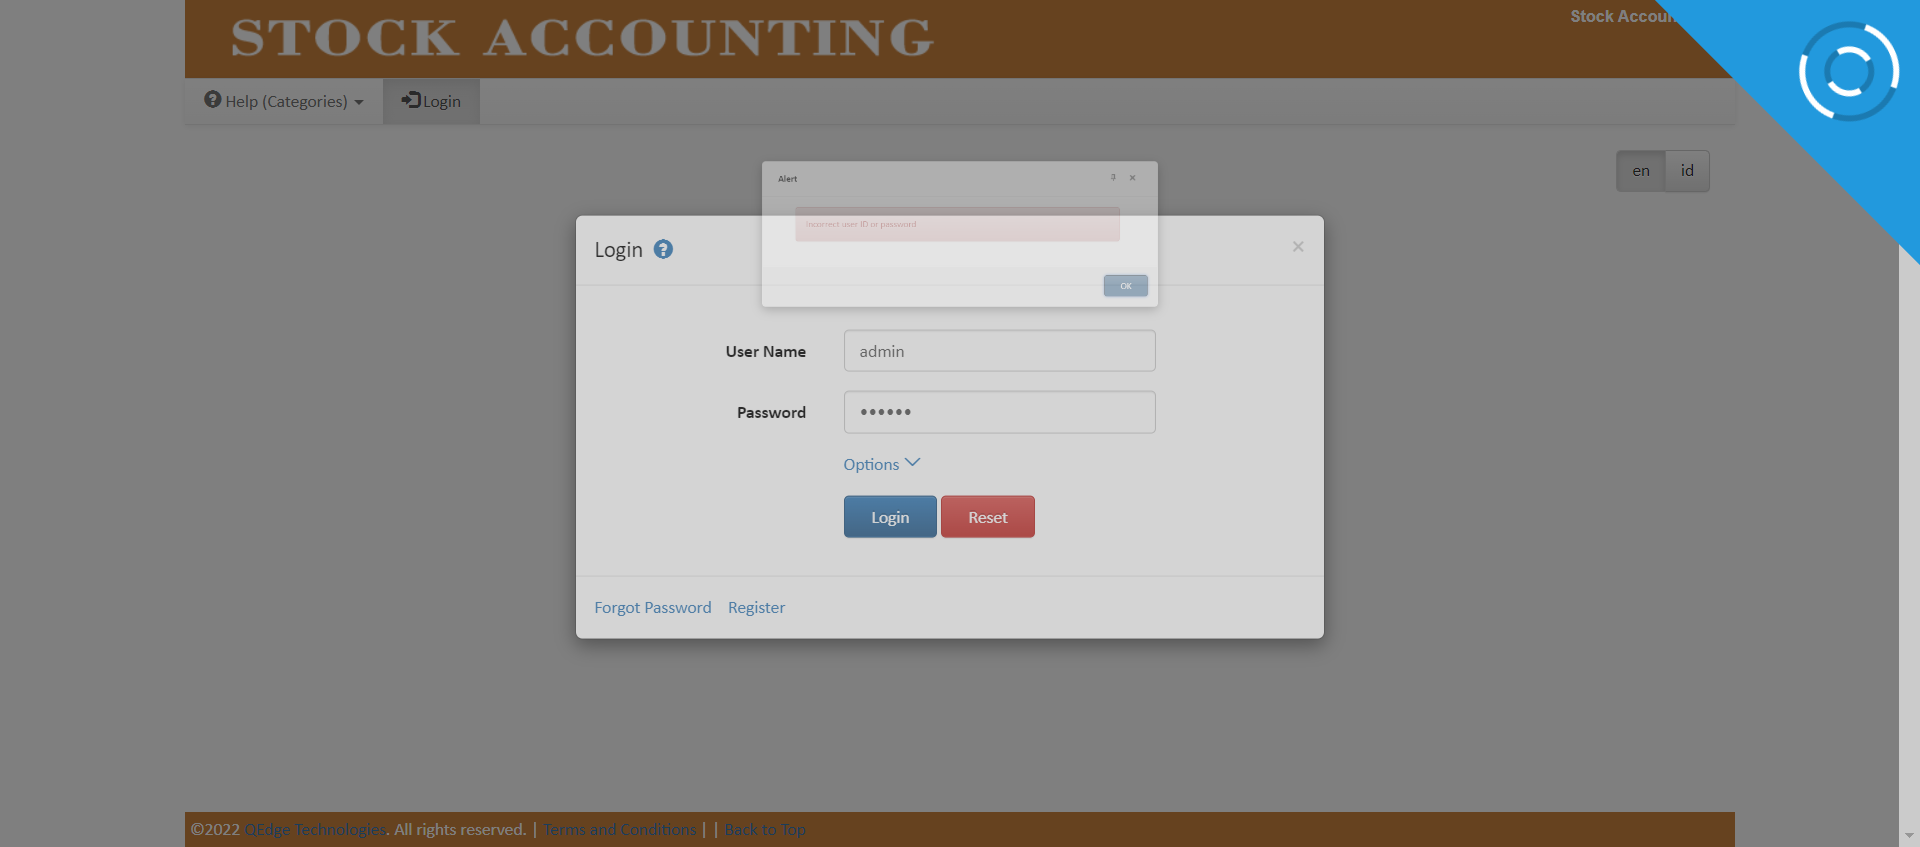 STOCK ACCOUNTING
Stock
Help (Categories)
Login
en
id
Alert
Incorrect user ID or password
OK
Login
User Name
admin
Password
Options
Login
Reset
Forgot Password
Register
©2022 QEdge Technologies. All rights reserved. | Terms and Conditions | | Back to Top